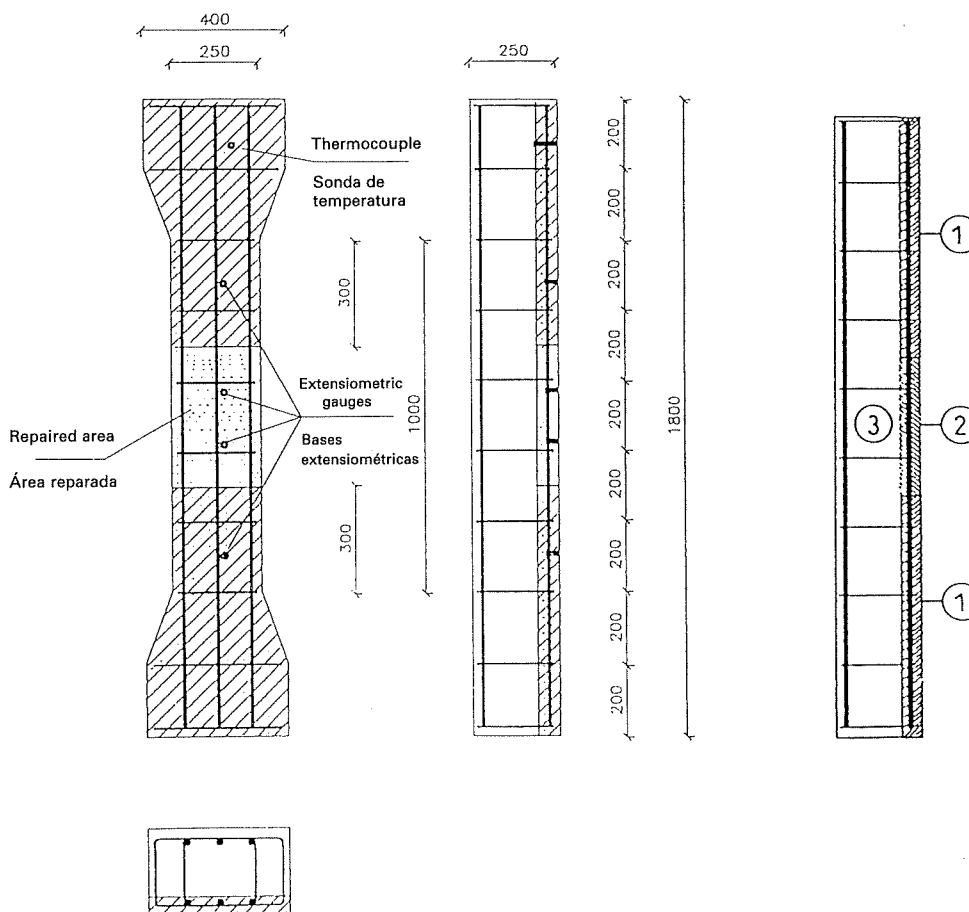 400
250
250
Thermocouple
Sonda de
temperatura
200
200
200
200
200
200
200
200
200
1800
300
1000
300
Extensiometric
gauges
Bases
extensiométricas
Repaired area
Área reparada
1
3
2
1